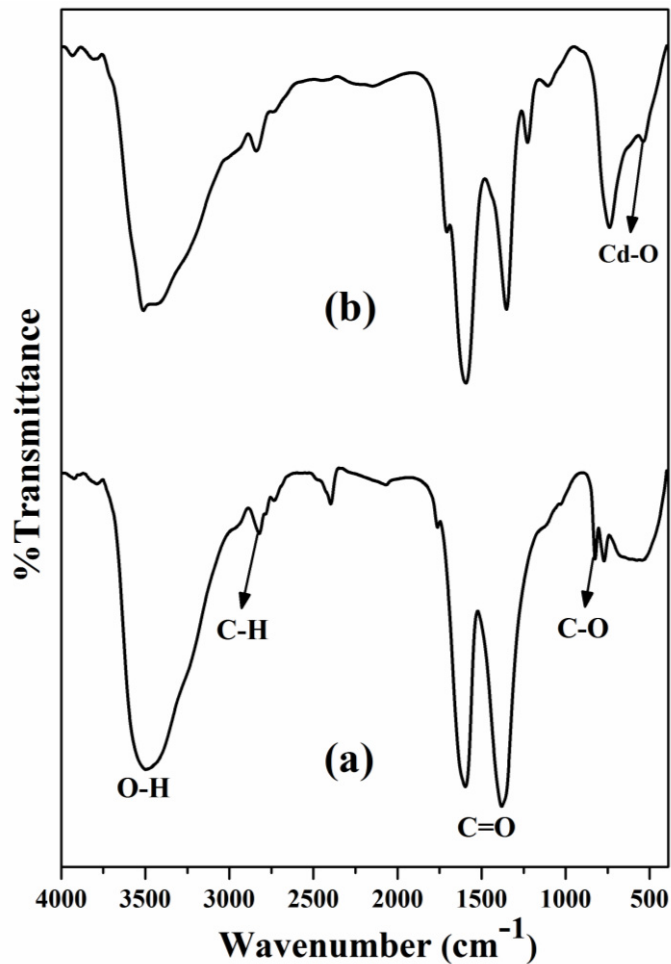 %Transmittance
Cd-O
(b)
C-H
C-O
(a)
O-H
C=O
4000 3500 3000 2500 2000 1500 1000 500
Wavenumber (cm⁻¹)